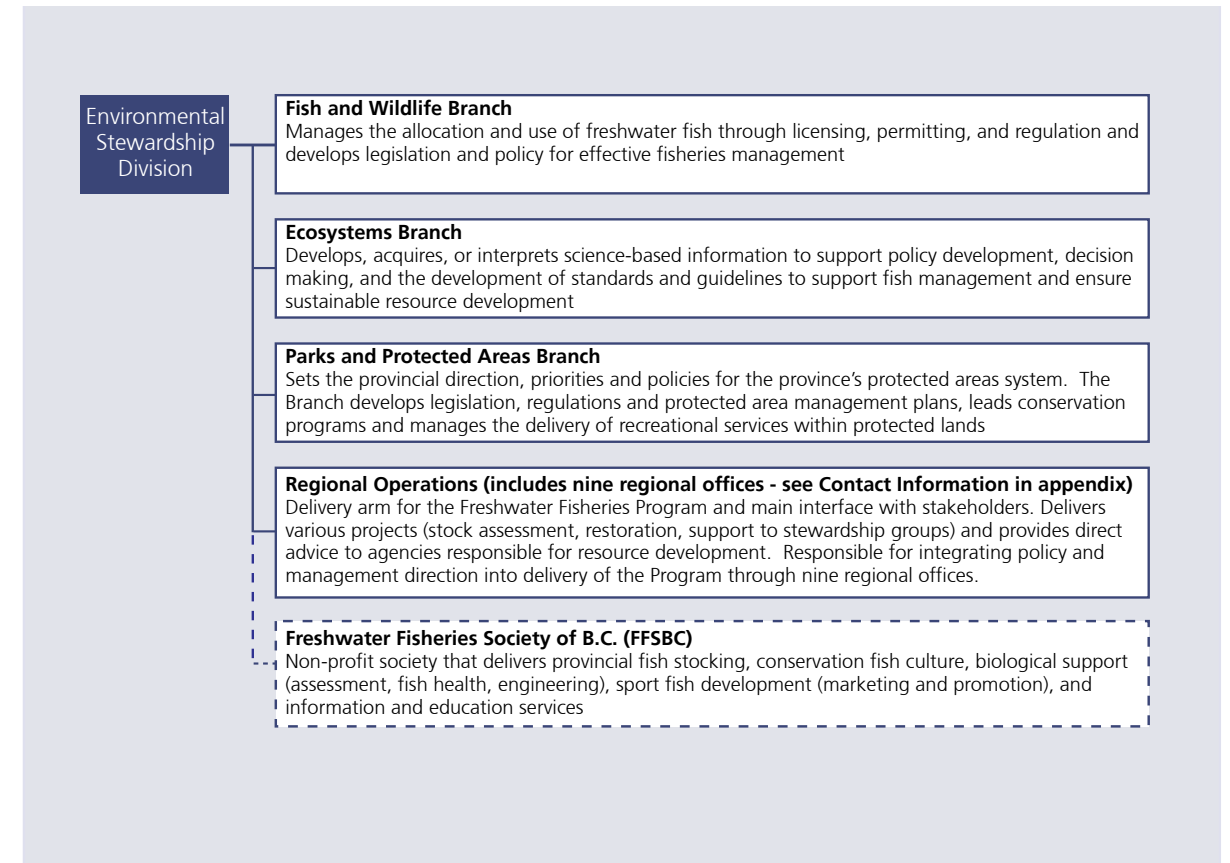 Environmental
Stewardship
Division
Fish and Wildlife Branch
Manages the allocation and use of freshwater fish through licensing, permitting, and regulation and
develops legislation and policy for effective fisheries management
Ecosystems Branch
Develops, acquires, or interprets science-based information to support policy development, decision
making, and the development of standards and guidelines to support fish management and ensure
sustainable resource development
Parks and Protected Areas Branch
Sets the provincial direction, priorities and policies for the province's protected areas system.  The
Branch develops legislation, regulations and protected area management plans, leads conservation
programs and manages the delivery of recreational services within protected lands
Regional Operations (includes nine regional offices - see Contact Information in appendix)
Delivery arm for the Freshwater Fisheries Program and main interface with stakeholders. Delivers
various projects (stock assessment, restoration, support to stewardship groups) and provides direct
advice to agencies responsible for resource development.  Responsible for integrating policy and
management direction into delivery of the Program through nine regional offices.
Freshwater Fisheries Society of B.C. (FFSBC)
Non-profit society that delivers provincial fish stocking, conservation fish culture, biological support
(assessment, fish health, engineering), sport fish development (marketing and promotion), and
information and education services